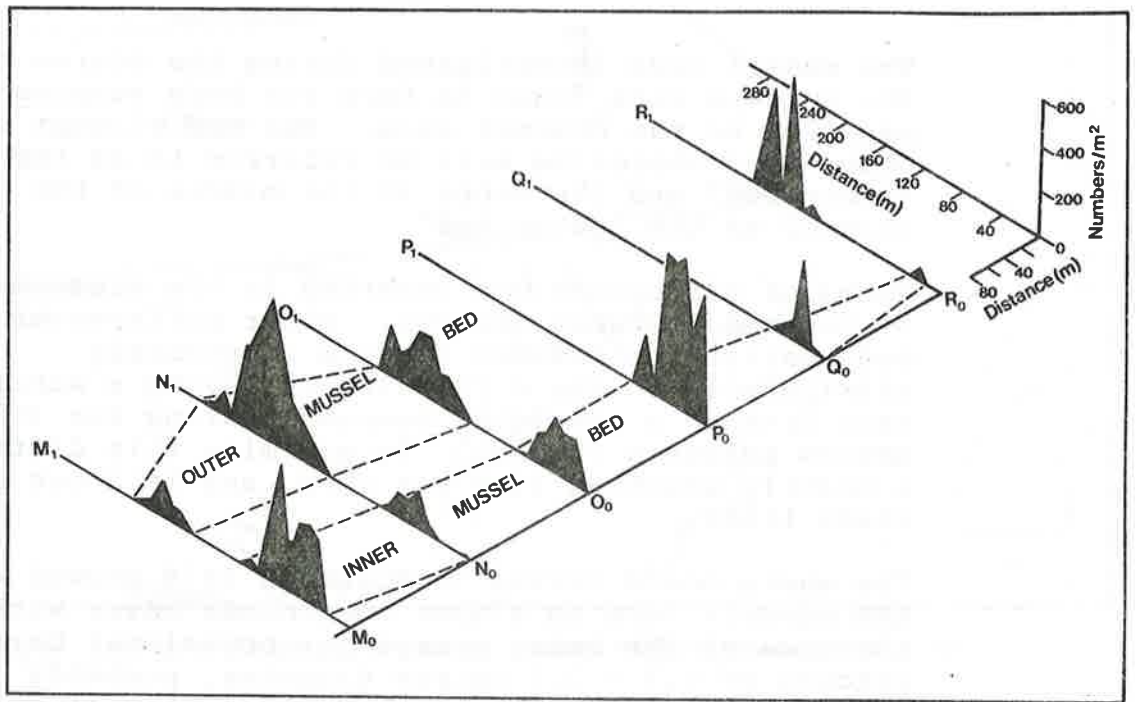 R₁
280
240
200
160
120
80
40
0
Distance(m)
600
400
200
Numbers/m²
80
40
Distance(m)
R₀
Q₁
Q₀
P₁
P₀
O₁
BED
MUSSEL
OUTER
N₁
M₁
BED
MUSSEL
INNER
O₀
N₀
M₀